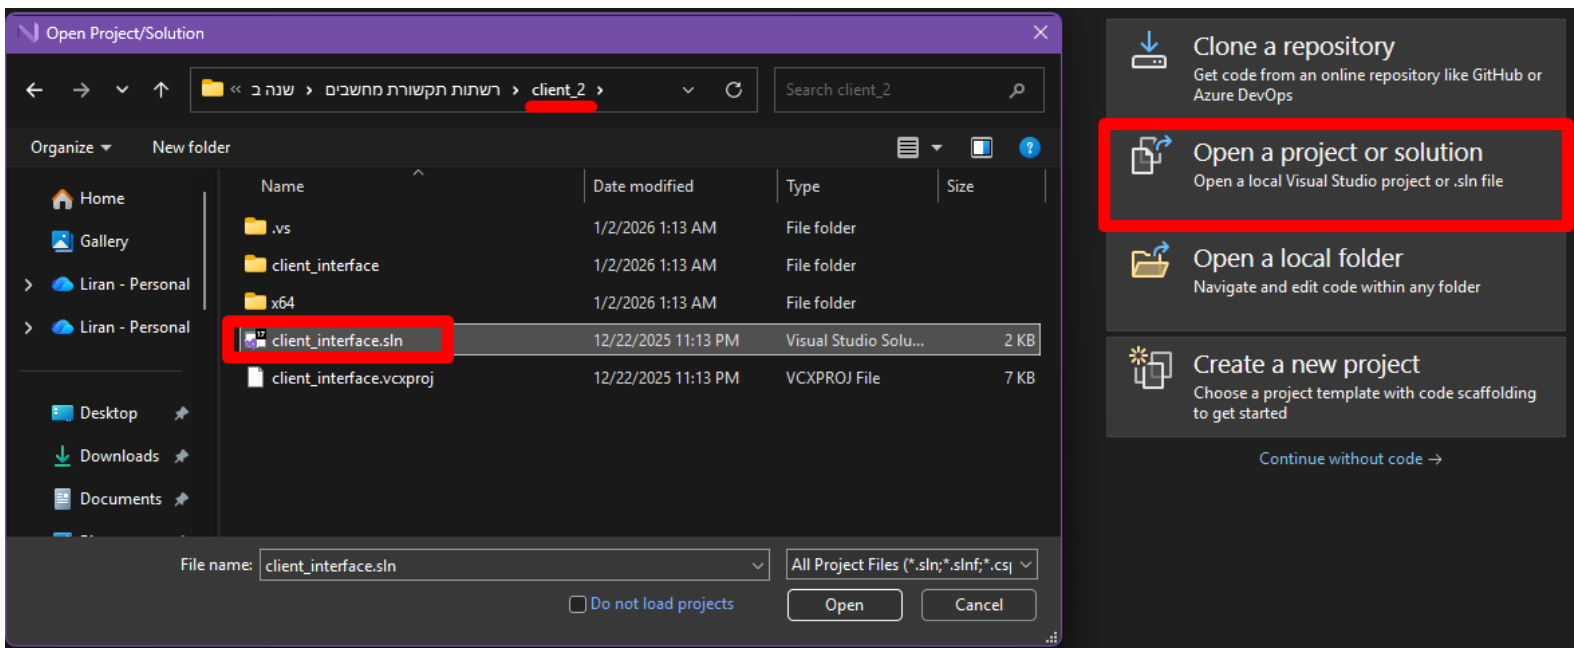 Open Project/Solution
« שנה ב › רשתות תקשורת מחשבים › client_2 ›
Search client_2
Organize
New folder
Name
Date modified
Type
Size
Home
Gallery
Liran - Personal
Liran - Personal
Desktop
Downloads
Documents
.vs
1/2/2026 1:13 AM
File folder
client_interface
1/2/2026 1:13 AM
File folder
x64
1/2/2026 1:13 AM
File folder
17
client_interface.sln
12/22/2025 11:13 PM
Visual Studio Solu...
2 KB
client_interface.vcxproj
12/22/2025 11:13 PM
VCXPROJ File
7 KB
File name:
client_interface.sln
All Project Files (*.sln;*.slnf;*.csp
Do not load projects
Open
Cancel
Clone a repository
Get code from an online repository like GitHub or
Azure DevOps
Open a project or solution
Open a local Visual Studio project or .sln file
Open a local folder
Navigate and edit code within any folder
Create a new project
Choose a project template with code scaffolding
to get started
Continue without code →